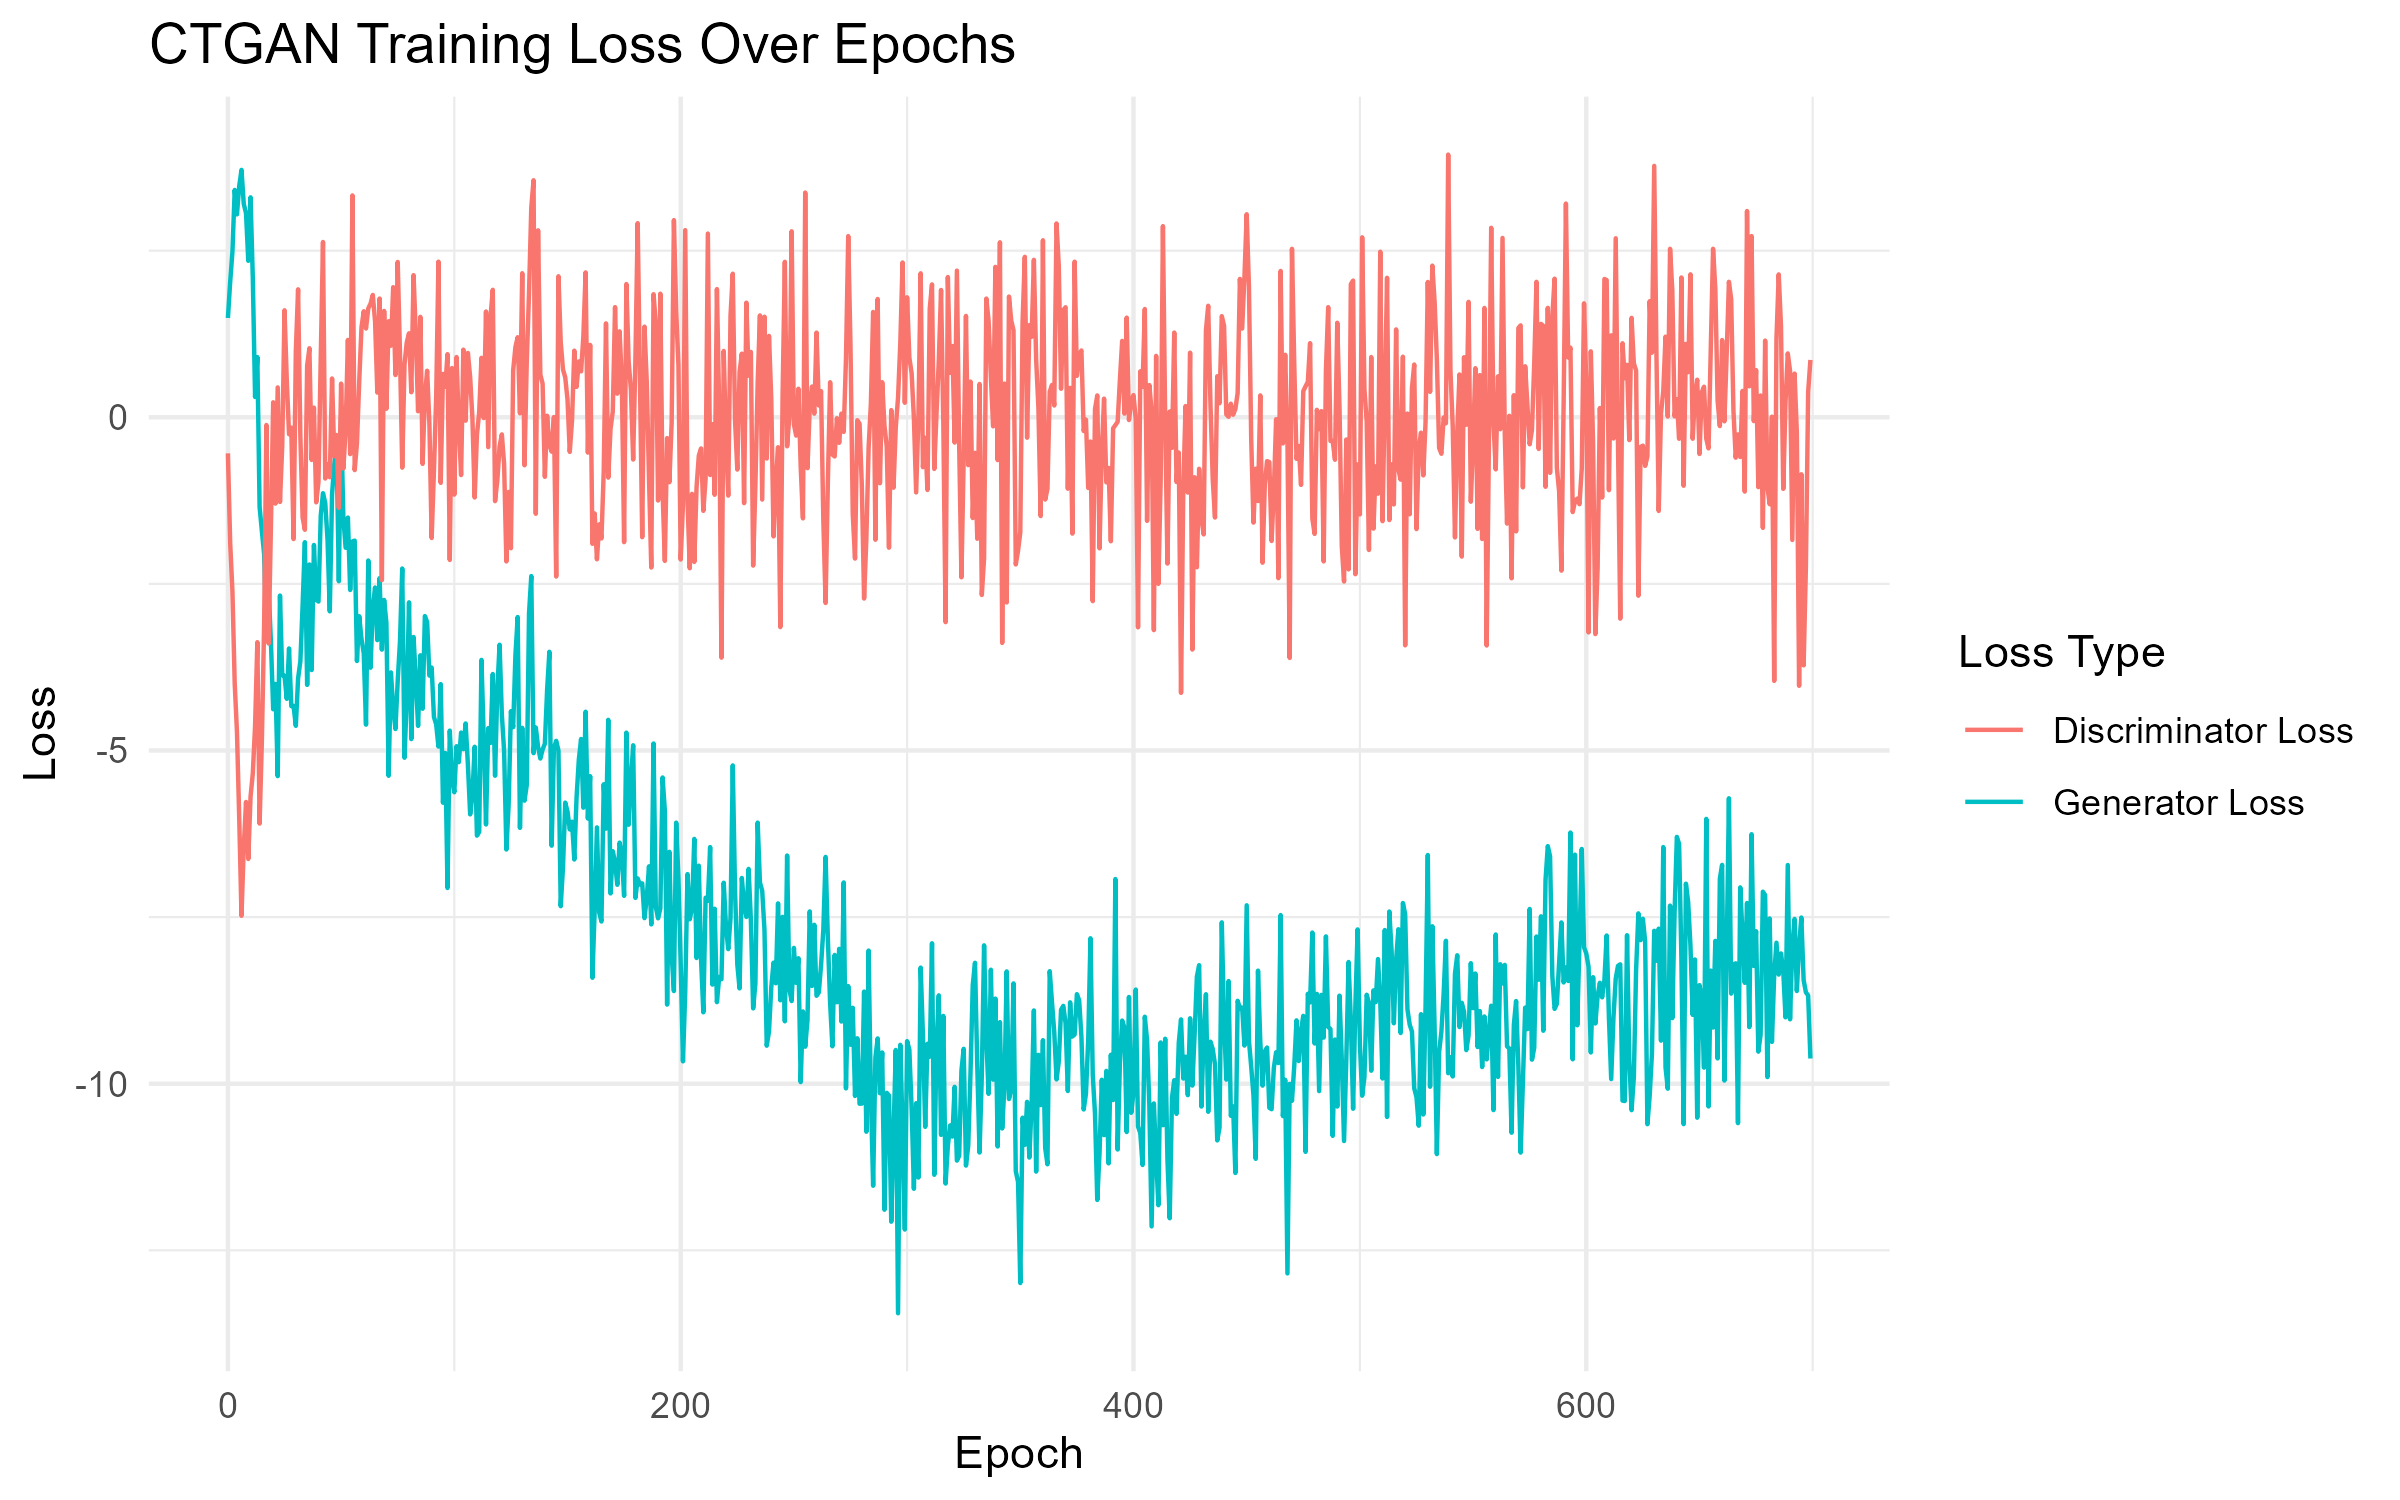 CTGAN Training Loss Over Epochs
Loss
0
-5
-10
0
200
400
600
Epoch
Loss Type
Discriminator Loss
Generator Loss